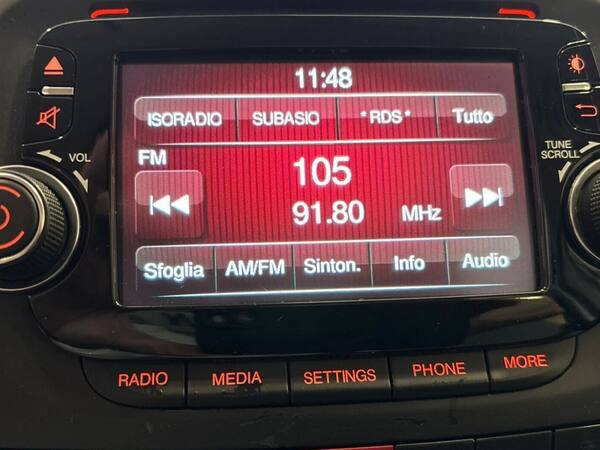 11:48
ISORADIO SUBASIO *RDS* Tutto
FM
105
91.80 MHz
Sfoglia AM/FM Sinton. Info Audio
VOL
TUNE
SCROLL
RADIO MEDIA SETTINGS PHONE MORE